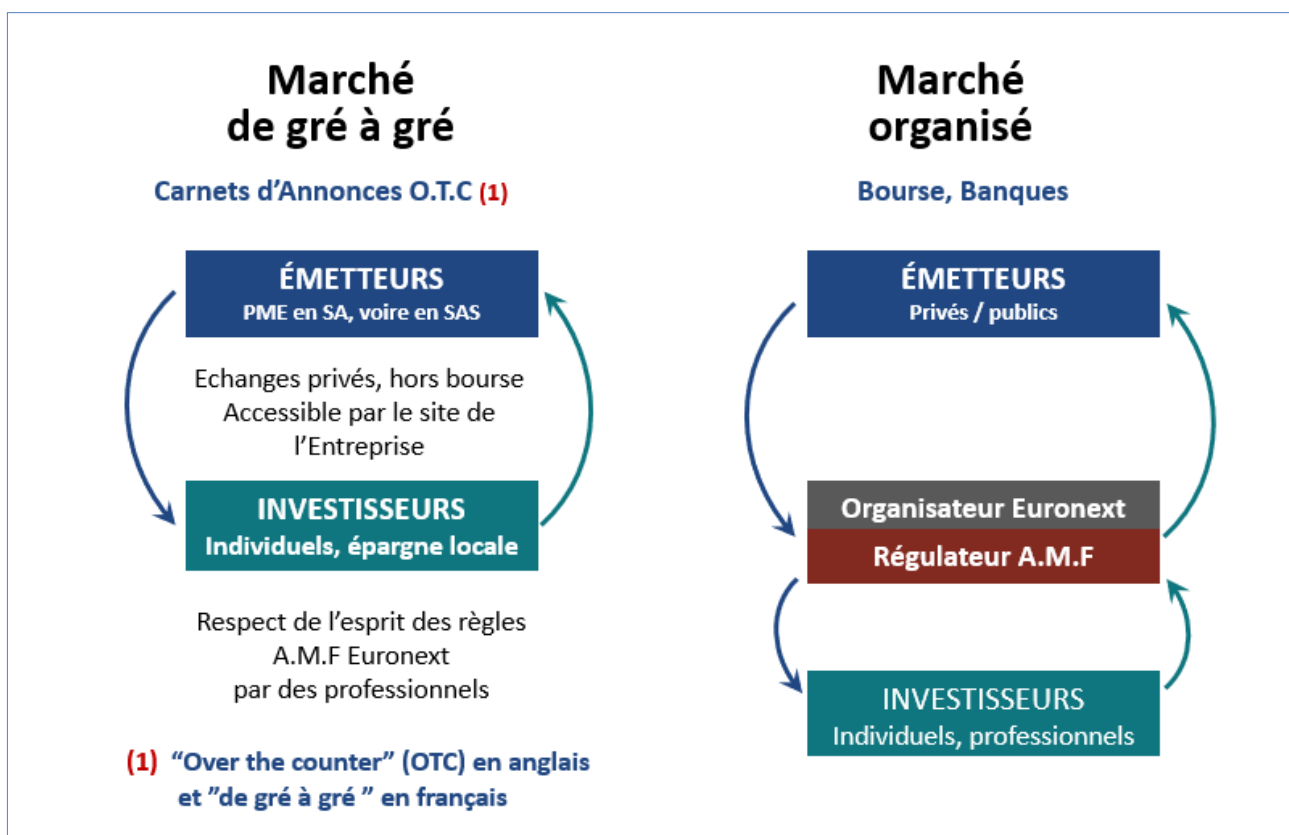 Marché
de gré à gré
Carnets d’Annonces O.T.C (1)
ÉMETTEURS
PME en SA, voire en SAS
Echanges privés, hors bourse
Accessible par le site de
l’Entreprise
INVESTISSEURS
Individuels, épargne locale
Respect de l’esprit des règles
A.M.F Euronext
par des professionnels
(1) “Over the counter” (OTC) en anglais
et ”de gré à gré ” en français
Marché
organisé
Bourse, Banques
ÉMETTEURS
Privés / publics
Organisateur Euronext
Régulateur A.M.F
INVESTISSEURS
Individuels, professionnels